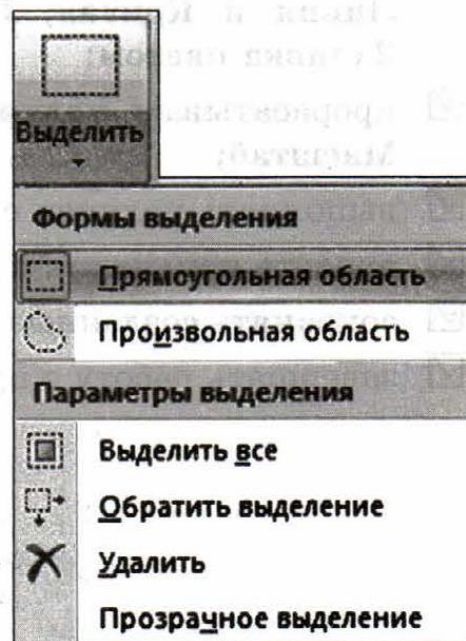 Выделить
Формы выделения
Прямоугольная область
Произвольная область
Параметры выделения
Выделить все
Обратить выделение
Удалить
Прозрачное выделение